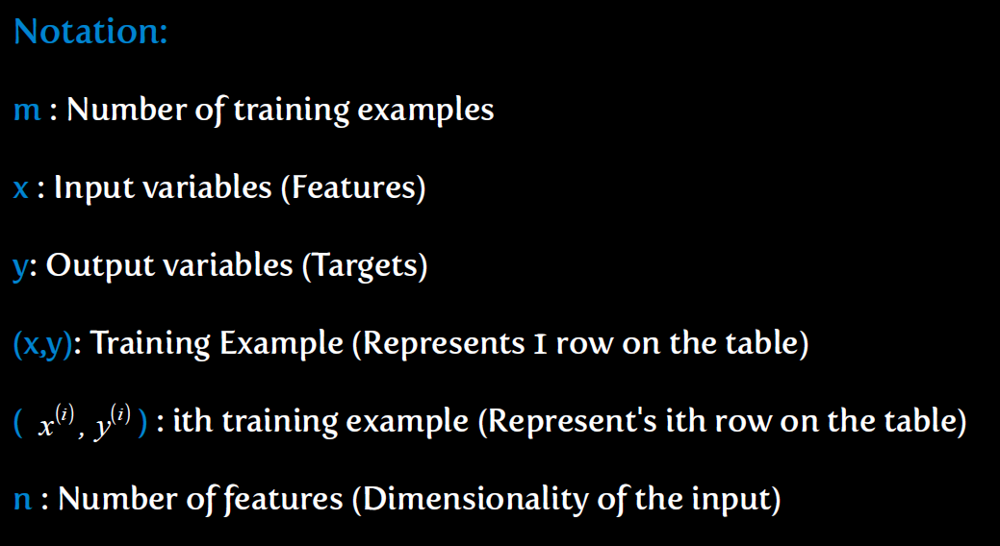 Notation:
m : Number of training examples
x : Input variables (Features)
y: Output variables (Targets)
(x,y): Training Example (Represents 1 row on the table)
( x^(i), y^(i) ) : ith training example (Represent's ith row on the table)
n : Number of features (Dimensionality of the input)